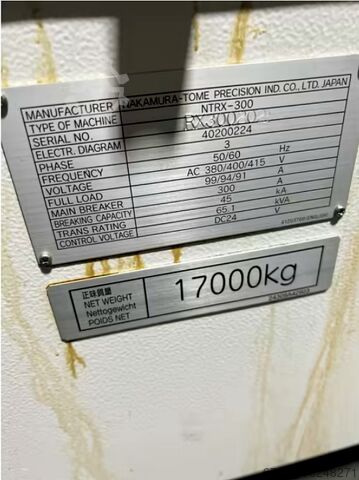 MANUFACTURER NAKAMURA-TOME PRECISION IND. CO., LTD. JAPAN
TYPE OF MACHINE NTRX-300
SERIAL NO.
ELECTR. DIAGRAM 40200224
PHASE 3
FREQUENCY 50/60 Hz
VOLTAGE AC 380/400/415 V
FULL LOAD 99/94/91 A
MAIN BREAKER 300 A
BREAKING CAPACITY 45 kA
TRANS RATING 65.1 kVA
CONTROL VOLTAGE DC24 V
正味質量
NET WEIGHT
Nettogewicht
POIDS NET
17000kg